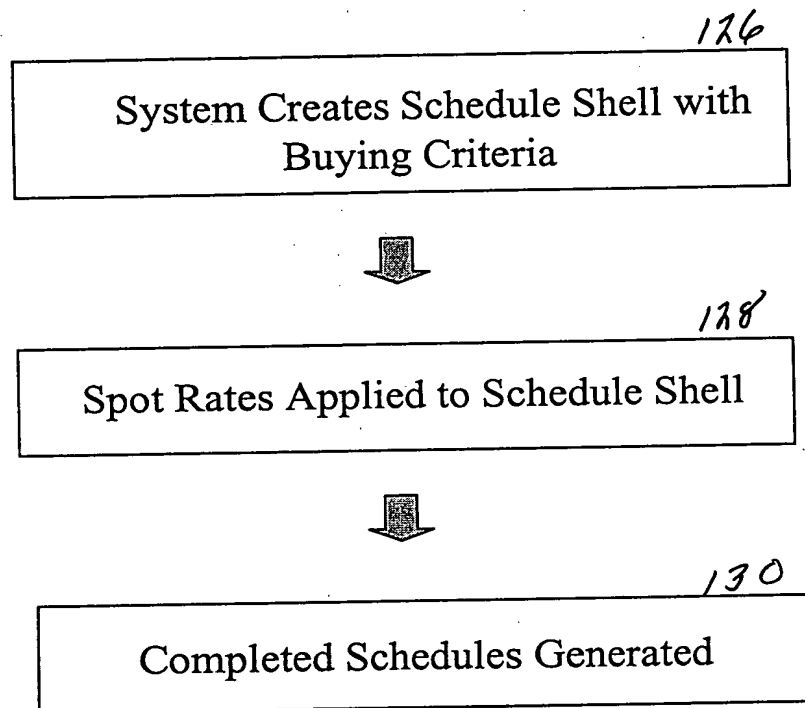 126
System Creates Schedule Shell with
Buying Criteria
128
Spot Rates Applied to Schedule Shell
130
Completed Schedules Generated